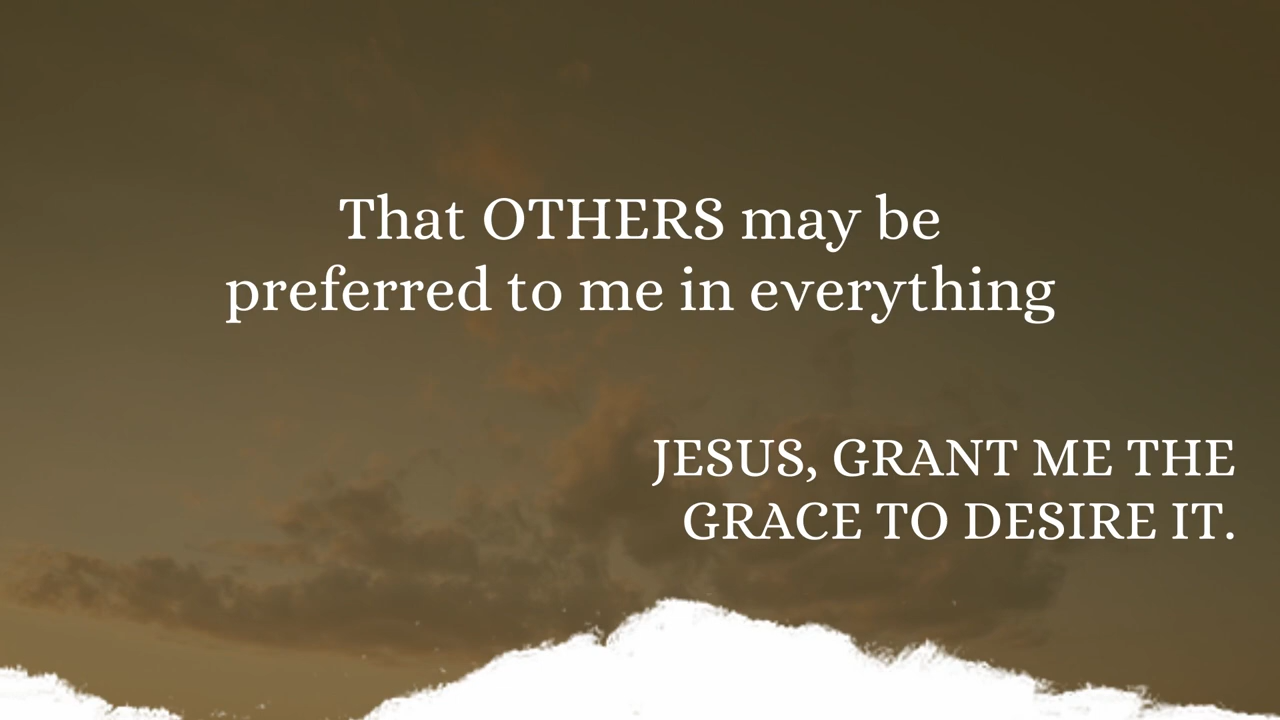 That OTHERS may be
preferred to me in everything
JESUS, GRANT ME THE
GRACE TO DESIRE IT.